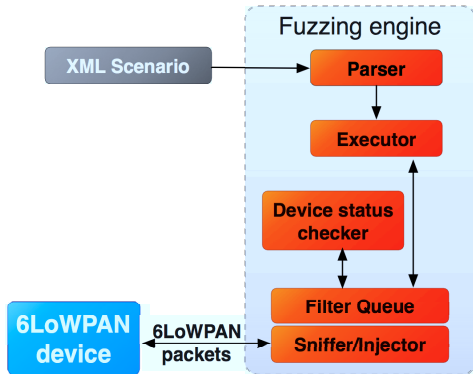 Fuzzing engine
XML Scenario
Parser
Executor
Device status
checker
Filter Queue
Sniffer/Injector
6LoWPAN
device
6LoWPAN
packets